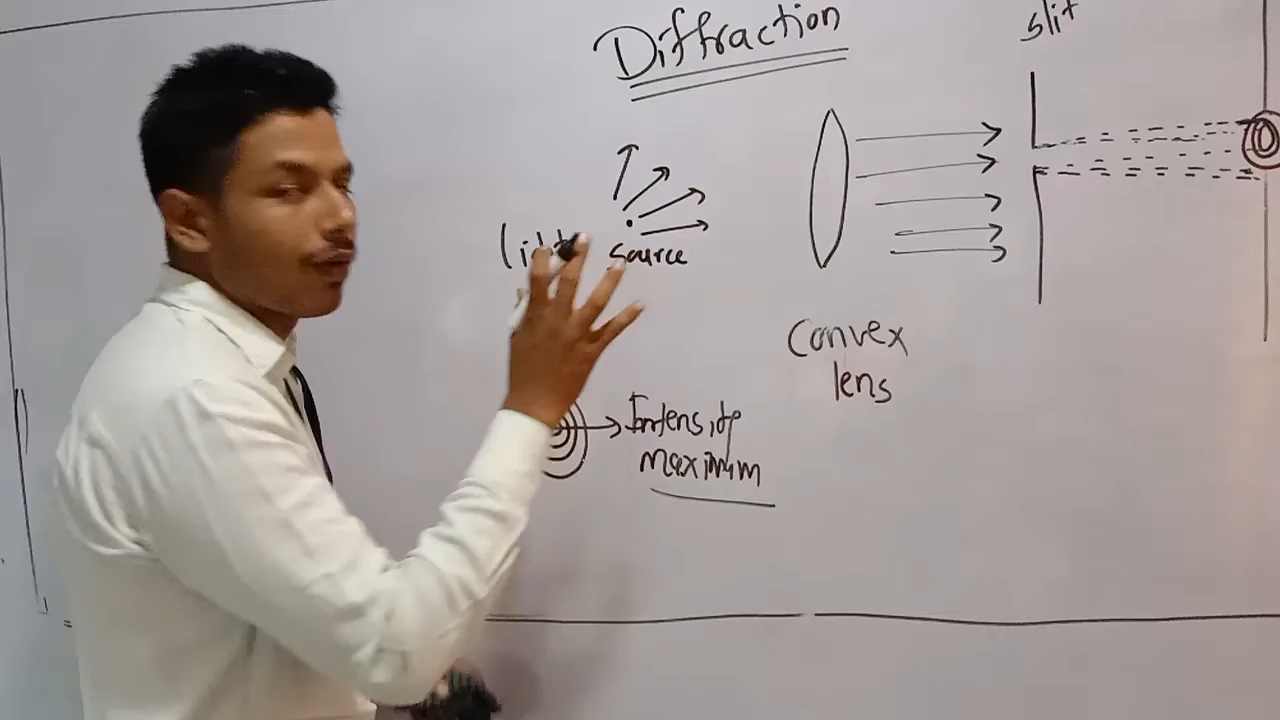 Diffraction
slit
source
Convex
lens
Intensity
maximum